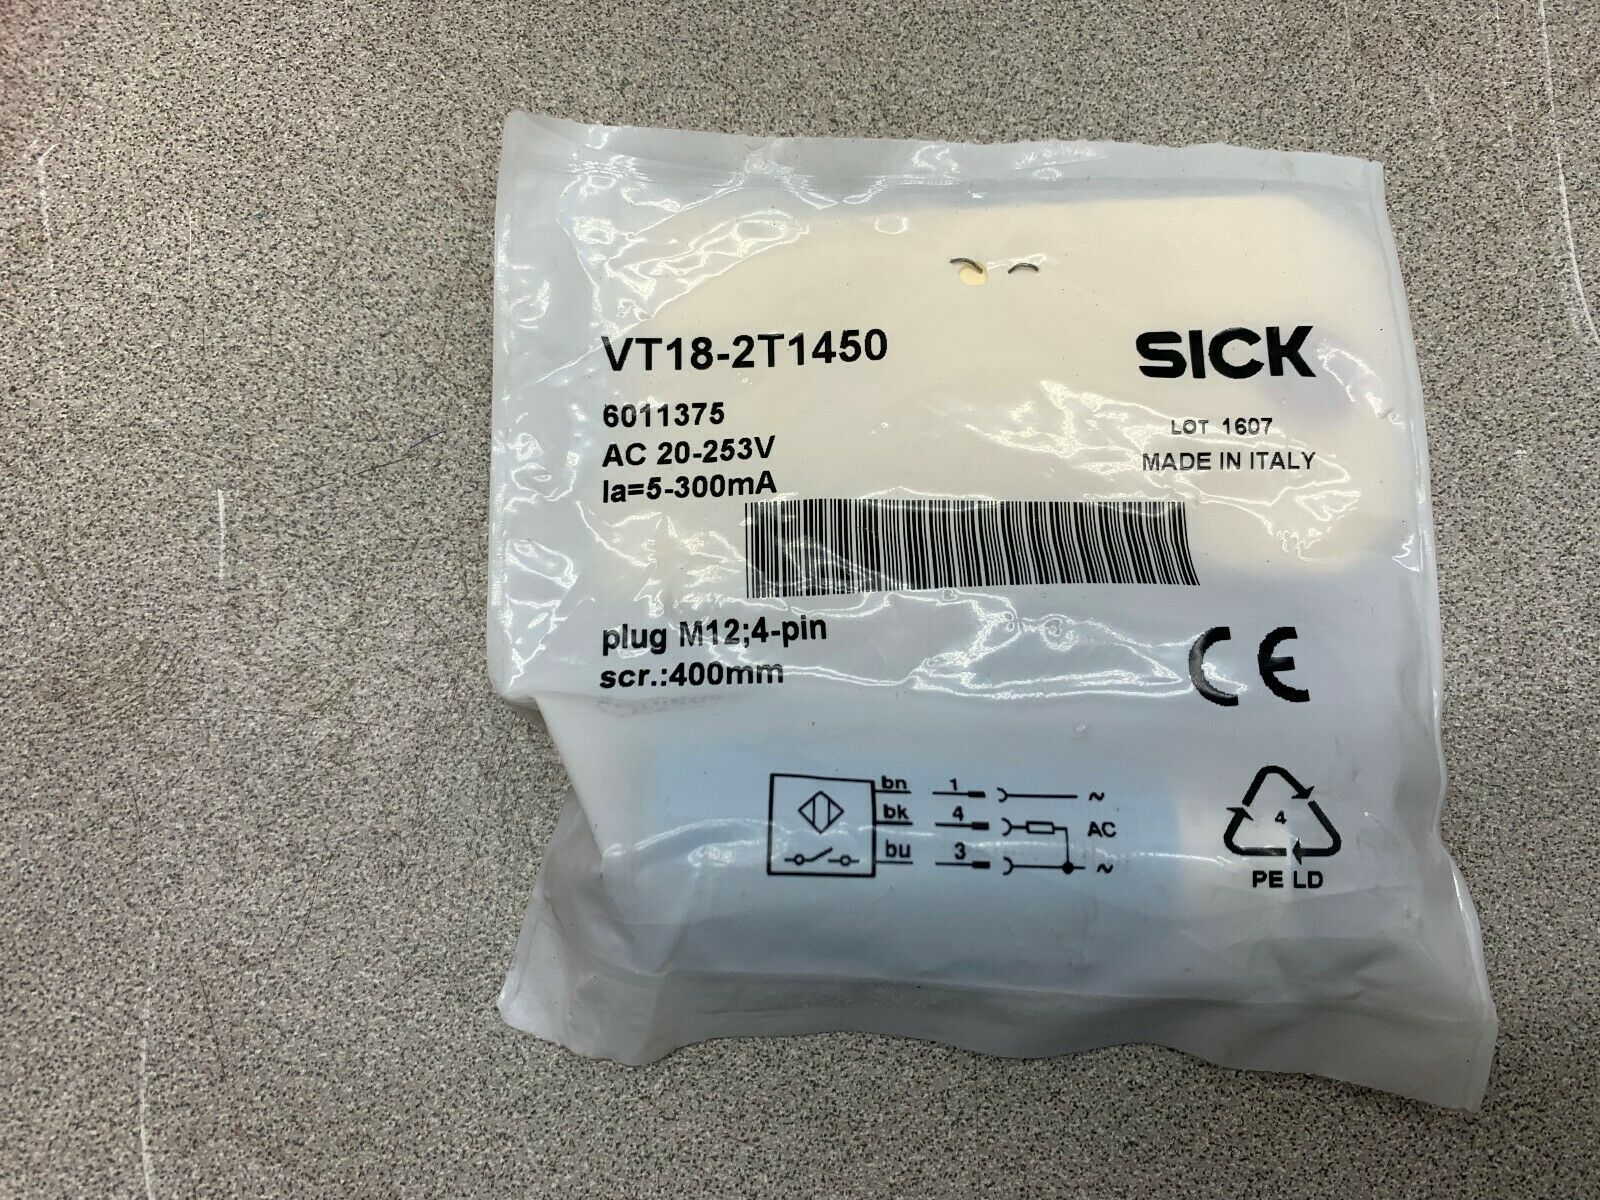 VT18-2T1450
6011375
AC 20-253V
Ia=5-300mA
SICK
LOT 1607
MADE IN ITALY
plug M12;4-pin
scr.:400mm
CE
bn 1 ~
bk 4 AC
bu 3 ~
4
PE LD